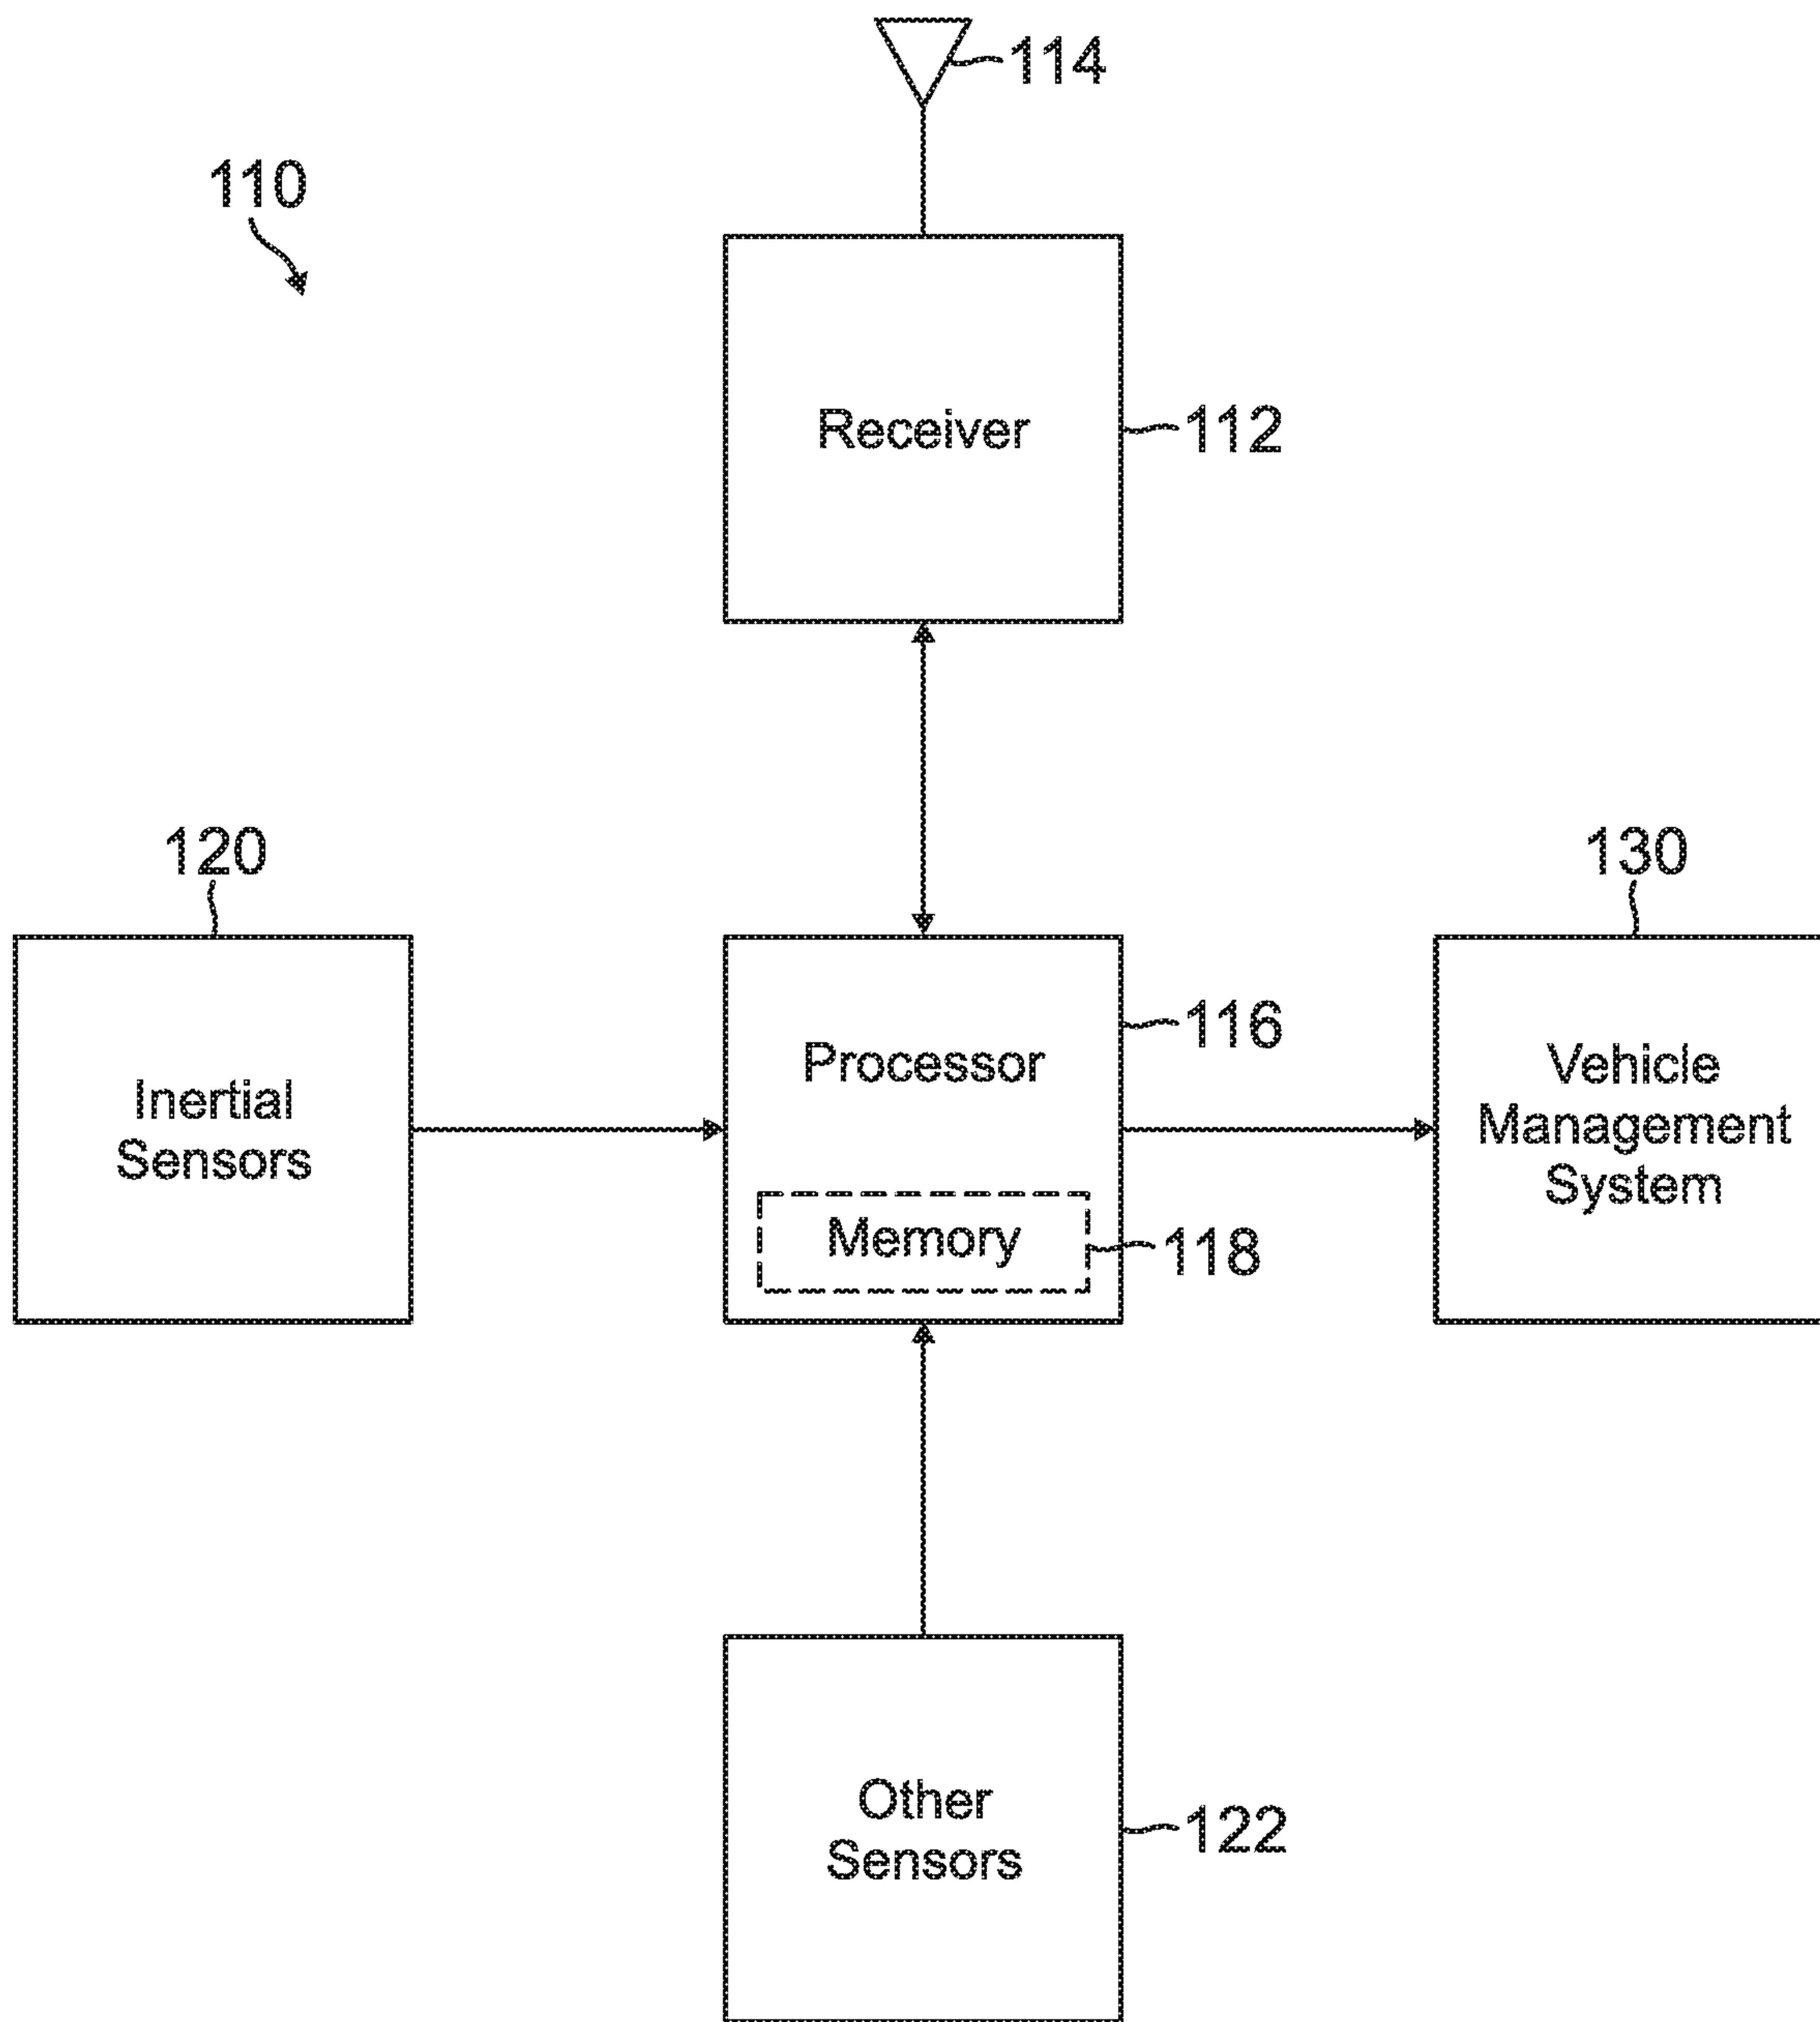 114
110
Receiver
112
120
130
116
Processor
Inertial
Sensors
Vehicle
Management
System
Memory
118
Other
Sensors
122